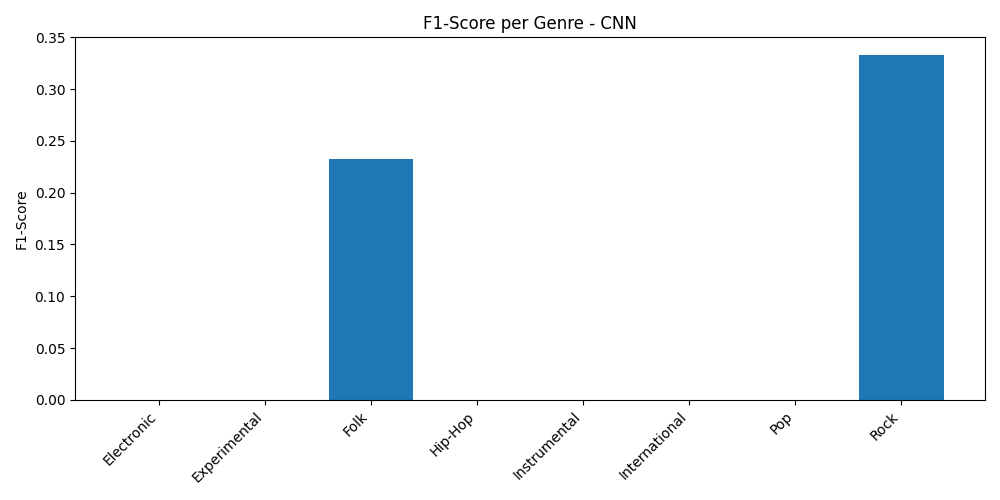 F1-Score per Genre - CNN
F1-Score
0.35
0.30
0.25
0.20
0.15
0.10
0.05
0.00
Electronic
Experimental
Folk
Hip-Hop
Instrumental
International
Pop
Rock